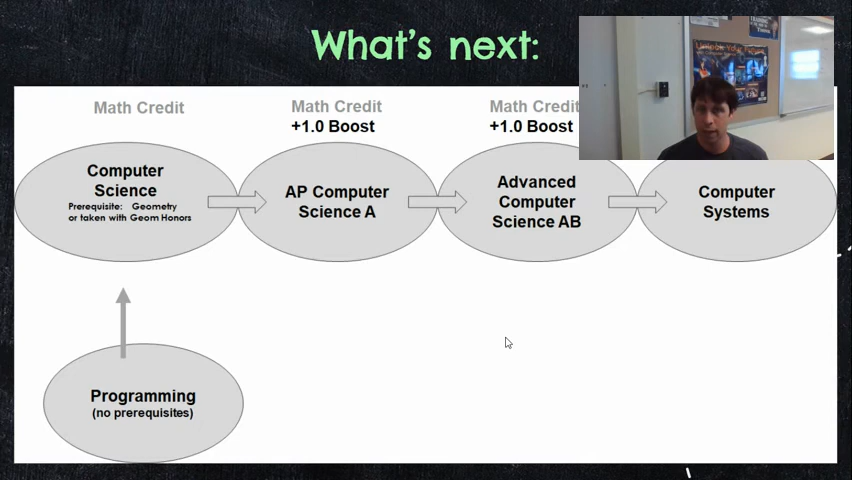 What's next:
Math Credit
Math Credit
+1.0 Boost
Math Credit
+1.0 Boost
Computer
Science
Prerequisite: Geometry
or taken with Geom Honors
AP Computer
Science A
Advanced
Computer
Science AB
Computer
Systems
Programming
(no prerequisites)